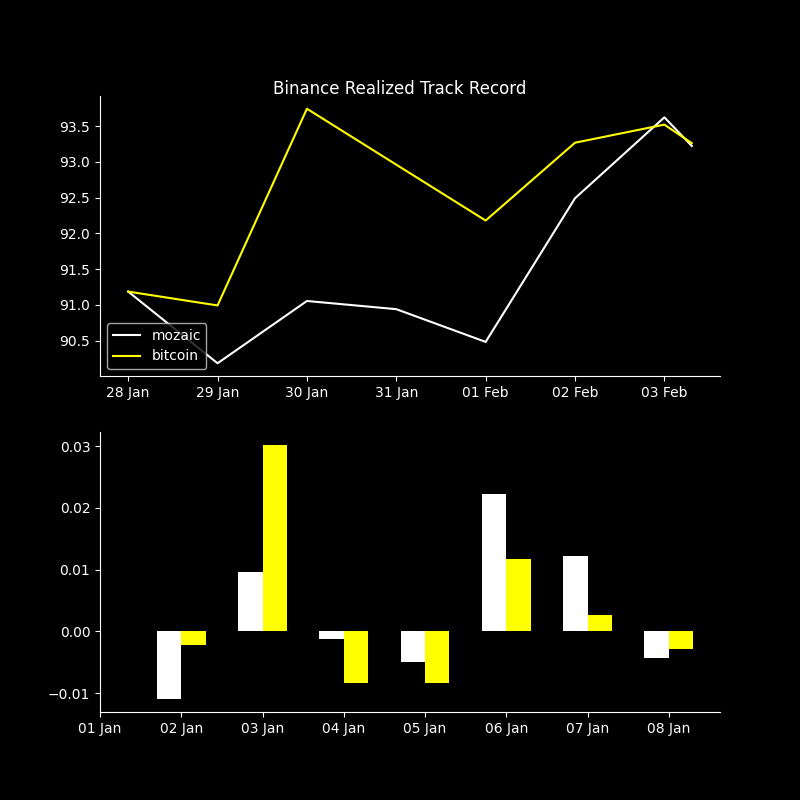 Binance Realized Track Record
93.5
93.0
92.5
92.0
91.5
91.0
90.5
mozaic
bitcoin
28 Jan 29 Jan 30 Jan 31 Jan 01 Feb 02 Feb 03 Feb
0.03
0.02
0.01
0.00
−0.01
01 Jan 02 Jan 03 Jan 04 Jan 05 Jan 06 Jan 07 Jan 08 Jan